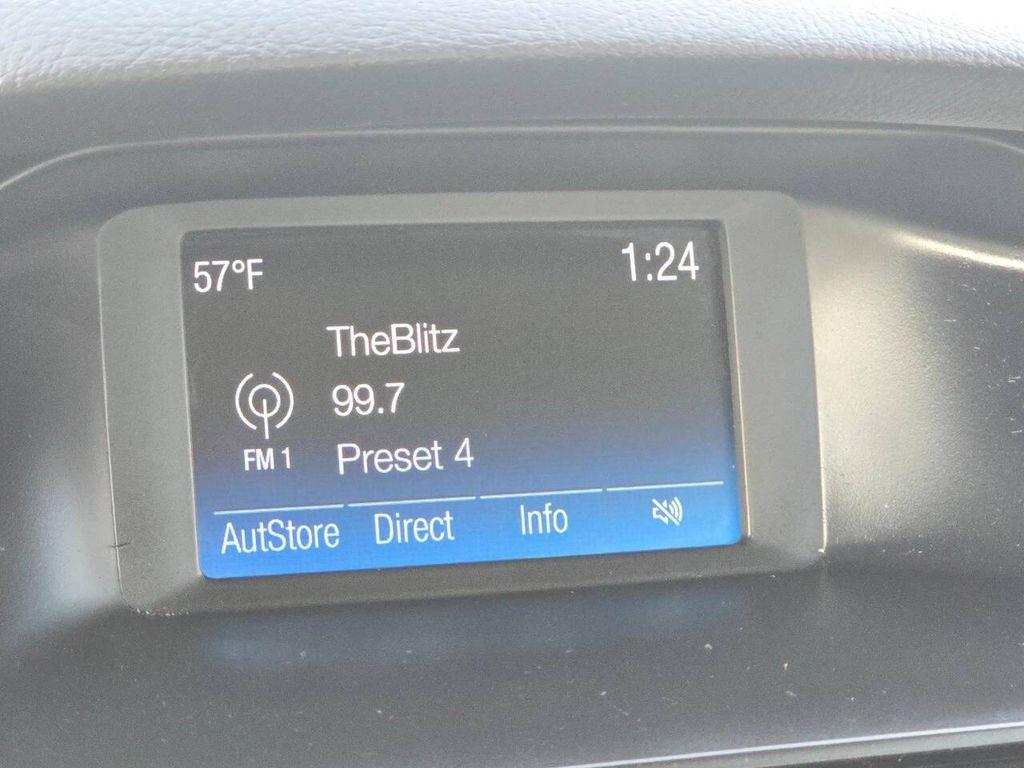 57°F 1:24
TheBlitz
99.7
FM 1 Preset 4
AutStore Direct Info